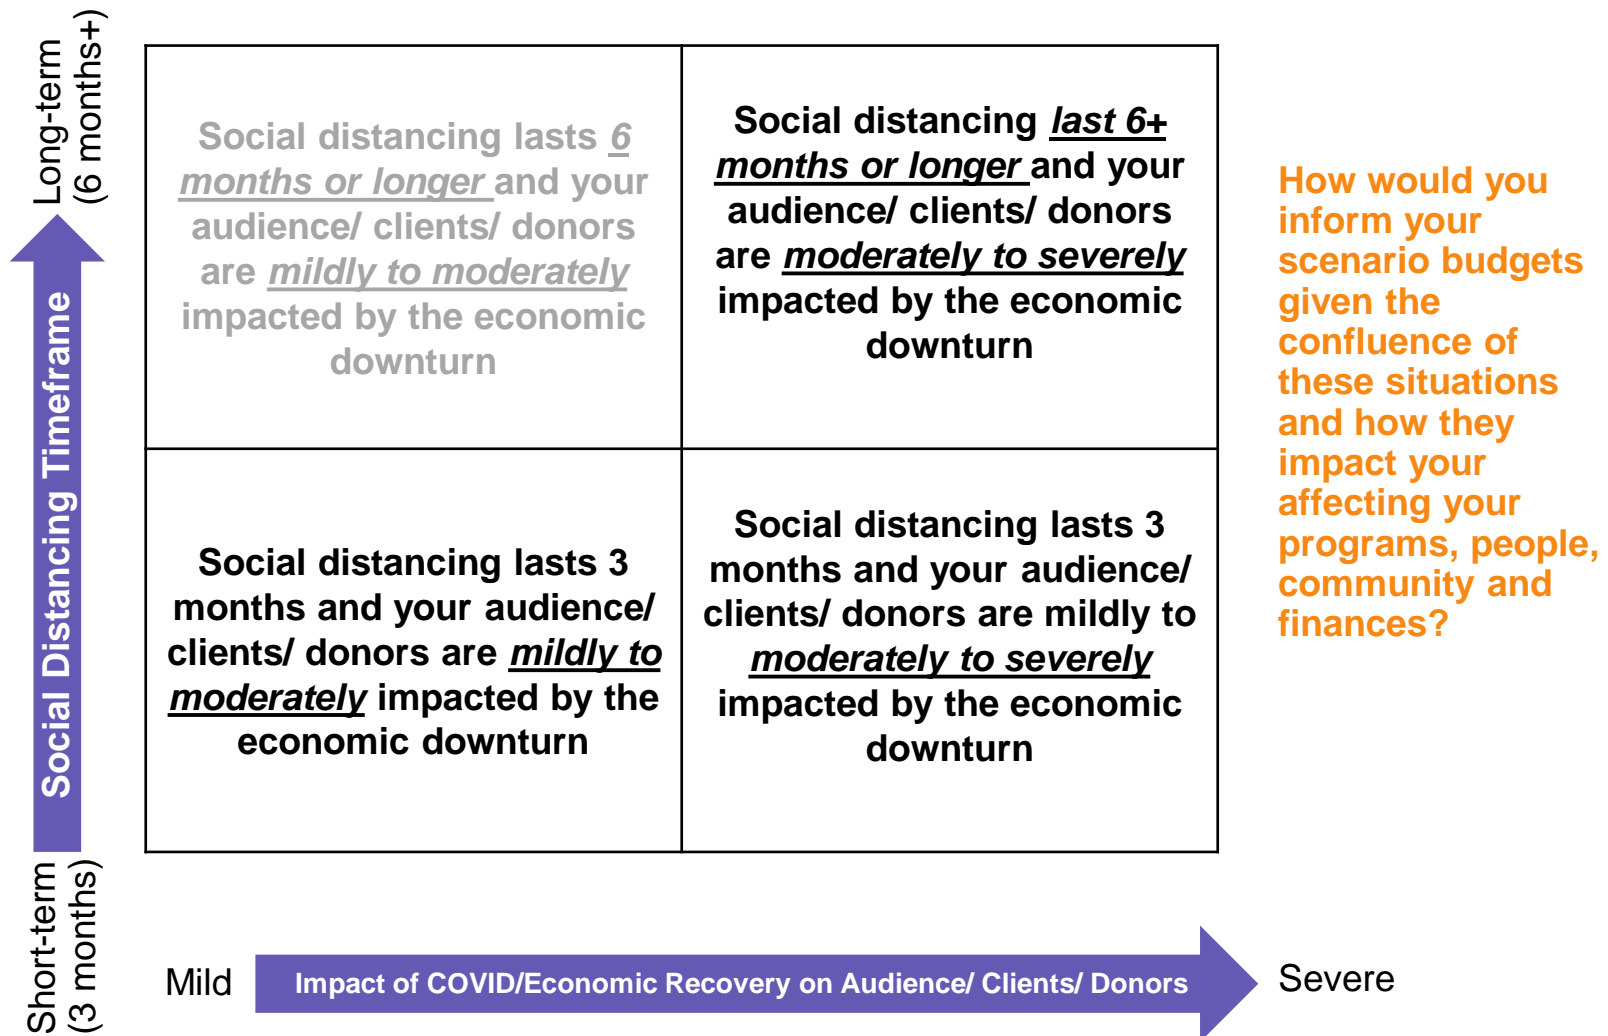 Long-term
(6 months+)
Social Distancing Timeframe
Short-term
(3 months)
Social distancing lasts 6
months or longer and your
audience/ clients/ donors
are mildly to moderately
impacted by the economic
downturn
Social distancing last 6+
months or longer and your
audience/ clients/ donors
are moderately to severely
impacted by the economic
downturn
Social distancing lasts 3
months and your audience/
clients/ donors are mildly to
moderately impacted by the
economic downturn
Social distancing lasts 3
months and your audience/
clients/ donors are mildly to
moderately to severely
impacted by the economic
downturn
How would you
inform your
scenario budgets
given the
confluence of
these situations
and how they
impact your
affecting your
programs, people,
community and
finances?
Mild
Impact of COVID/Economic Recovery on Audience/ Clients/ Donors
Severe